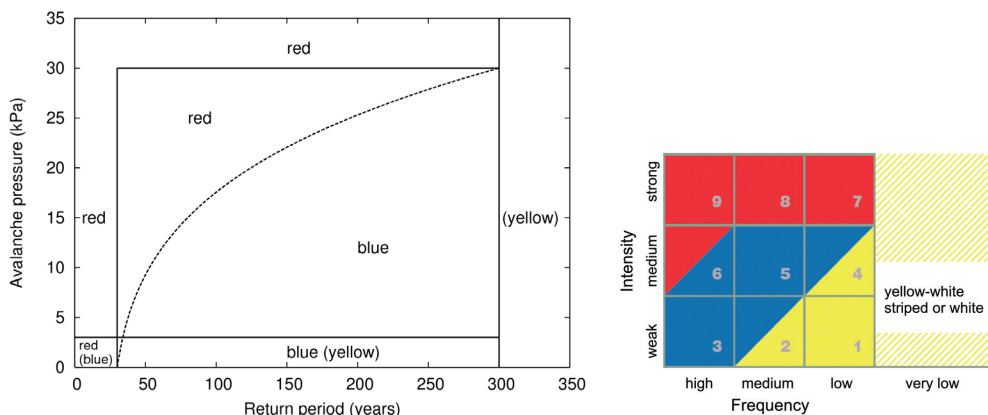 35
30
25
20
15
10
5
0
Avalanche pressure (kPa)
red
red
red
(yellow)
blue
red
(blue)
blue (yellow)
0 50 100 150 200 250 300 350
Return period (years)
Intensity
strong
medium
weak
9 8 7
6 5 4
3 2 1
yellow-white
striped or white
high medium low very low
Frequency